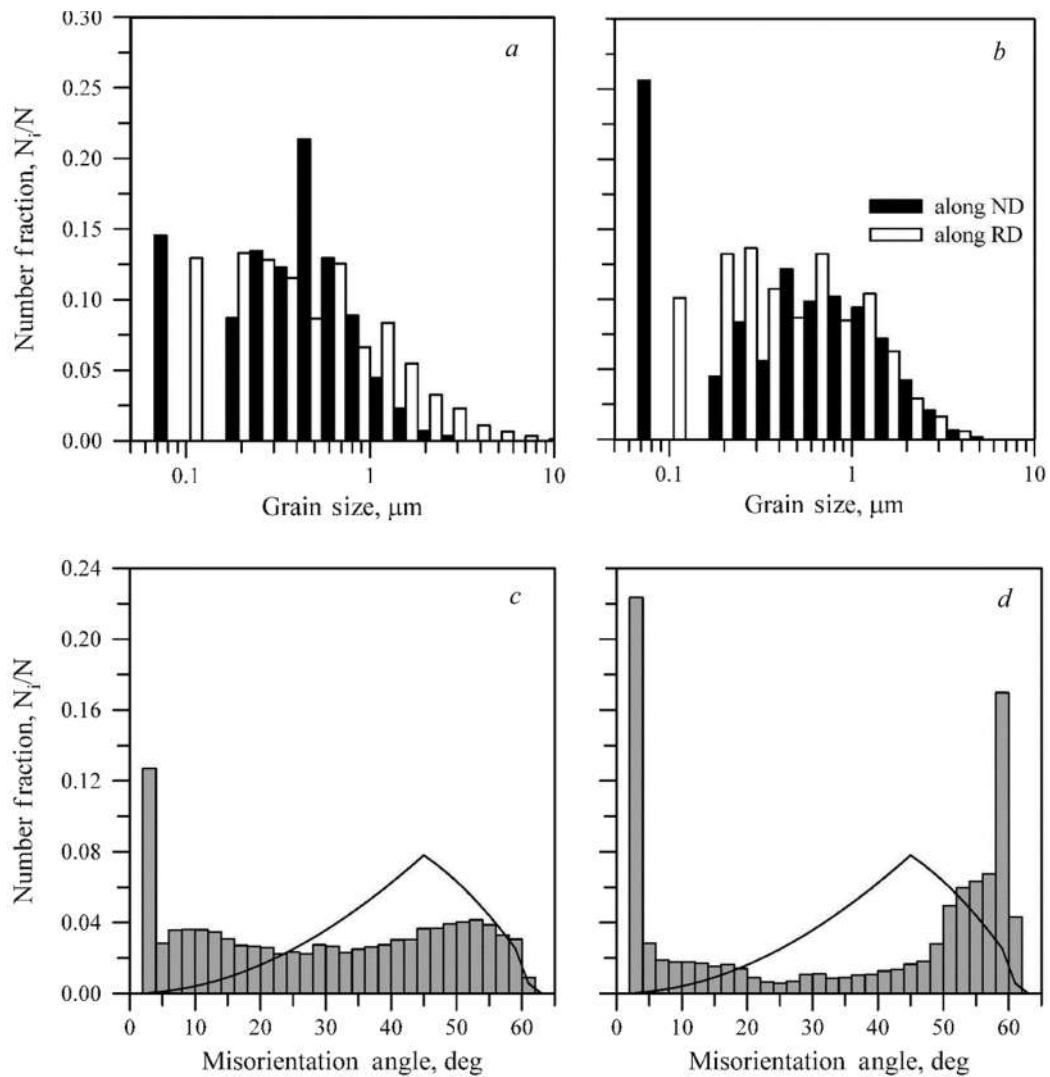 0.30
0.25
0.20
0.15
0.10
0.05
0.00
Number fraction, Nᵢ/N
a
0.1
1
10
Grain size, μm
b
along ND
along RD
0.1
1
10
Grain size, μm
0.24
0.20
0.16
0.12
0.08
0.04
0.00
Number fraction, Nᵢ/N
c
0 10 20 30 40 50 60
Misorientation angle, deg
d
0 10 20 30 40 50 60
Misorientation angle, deg